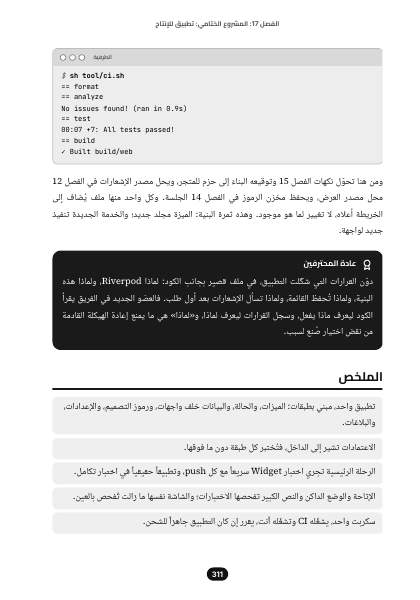 الفصل 17: المشروع الختامي: تطبيق للإنتاج
الطرفية
$ sh tool/ci.sh
== format
== analyze
No issues found! (ran in 0.9s)
== test
00:07 +7: All tests passed!
== build
✓ Built build/web
ومن هنا تحوّل نكهات الفصل 15 وتوقيعه البناءَ إلى حزم للمتجر، ويحل مصدر الإشعارات في الفصل 12
محل مصدر العرض، ويحفظ مخزن الرموز في الفصل 14 الجلسة. وكل واحد منها ملف يُضاف إلى
الخريطة أعلاه، لا تغيير لما هو موجود. وهذه ثمرة البنية: الميزة مجلد جديد؛ والخدمة الجديدة تنفيذ
جديد لواجهة.
عادة المحترفين
دوّن القرارات التي شكّلت التطبيق، في ملف قصير بجانب الكود: لماذا Riverpod، ولماذا هذه
البنية، ولماذا تُحفظ القائمة، ولماذا تسأل الإشعارات بعد أول طلب. فالعضو الجديد في الفريق يقرأ
الكود ليعرف ماذا يفعل، وسجل القرارات ليعرف لماذا، و«لماذا» هي ما يمنع إعادة الهيكلة القادمة
من نقض اختيار صُنع لسبب.
الملخص
تطبيق واحد، مبني بطبقات: الميزات، والحالة، والبيانات خلف واجهات، ورموز التصميم، والإعدادات،
والبلاغات.
الاعتمادات تشير إلى الداخل، فتُختبر كل طبقة دون ما فوقها.
الرحلة الرئيسية تجري اختبار Widget سريعاً مع كل push، وتطبيقاً حقيقياً في اختبار تكامل.
الإتاحة والوضع الداكن والنص الكبير تفحصها الاختبارات؛ والشاشة نفسها ما زالت تُفحص بالعين.
سكربت واحد، يشغّله CI وتشغّله أنت، يقرر إن كان التطبيق جاهزاً للشحن.
311